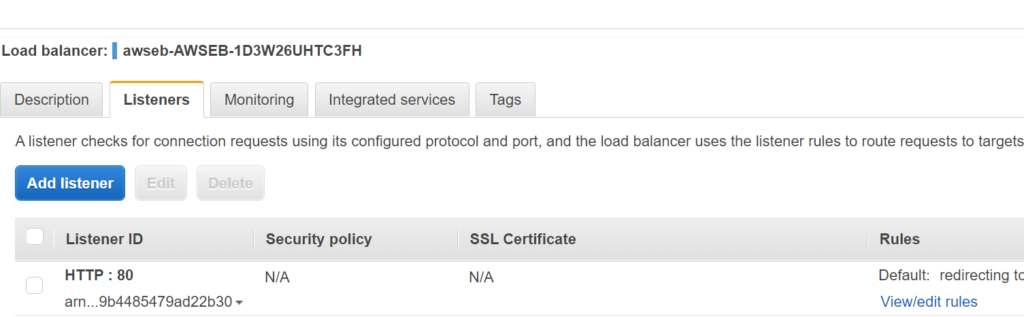 Load balancer: awseb-AWSEB-1D3W26UHTC3FH
Description Listeners Monitoring Integrated services Tags
A listener checks for connection requests using its configured protocol and port, and the load balancer uses the listener rules to route requests to targets
Add listener Edit Delete
Listener ID Security policy SSL Certificate Rules
HTTP : 80 N/A N/A Default: redirecting to
arn...9b4485479ad22b30 View/edit rules